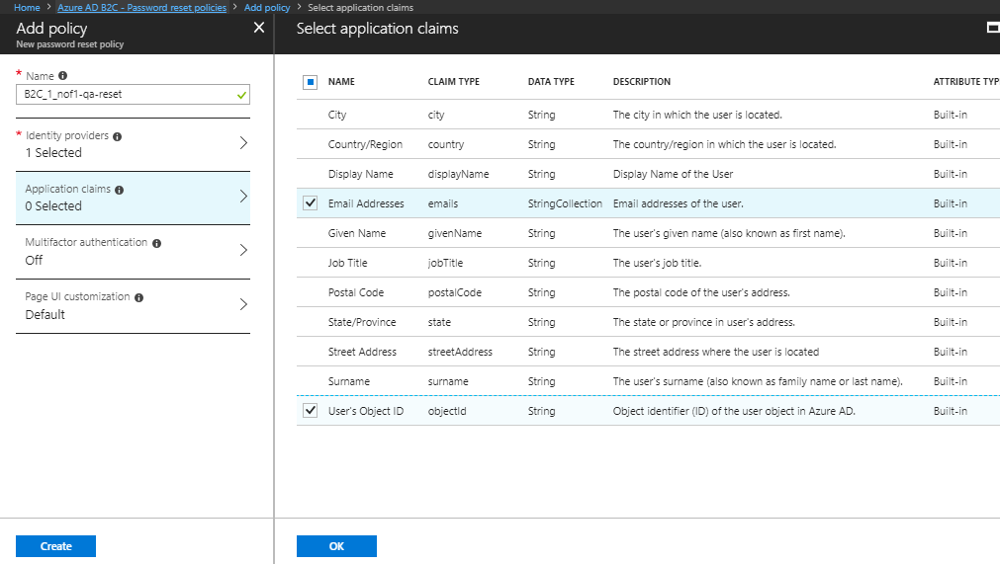 Home > Azure AD B2C - Password reset policies > Add policy > Select application claims
Add policy
New password reset policy
* Name
B2C_1_nof1-qa-reset
* Identity providers
1 Selected
Application claims
0 Selected
Multifactor authentication
Off
Page UI customization
Default
Create
Select application claims
NAME CLAIM TYPE DATA TYPE DESCRIPTION ATTRIBUTE TYP
City city String The city in which the user is located. Built-in
Country/Region country String The country/region in which the user is located. Built-in
Display Name displayName String Display Name of the User Built-in
Email Addresses emails StringCollection Email addresses of the user. Built-in
Given Name givenName String The user's given name (also known as first name). Built-in
Job Title jobTitle String The user's job title. Built-in
Postal Code postalCode String The postal code of the user's address. Built-in
State/Province state String The state or province in user's address. Built-in
Street Address streetAddress String The street address where the user is located Built-in
Surname surname String The user's surname (also known as family name or last name). Built-in
User's Object ID objectId String Object identifier (ID) of the user object in Azure AD. Built-in
OK